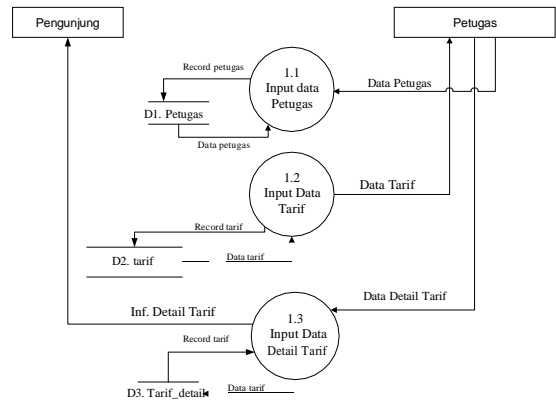 Pengunjung
Petugas
1.1
Input data
Petugas
Record petugas
Data Petugas
D1. Petugas
Data petugas
1.2
Input Data
Tarif
Data Tarif
Record tarif
D2. tarif
Data tarif
1.3
Input Data
Detail Tarif
Data Detail Tarif
Inf. Detail Tarif
Record tarif
D3. Tarif_detail
Data tarif